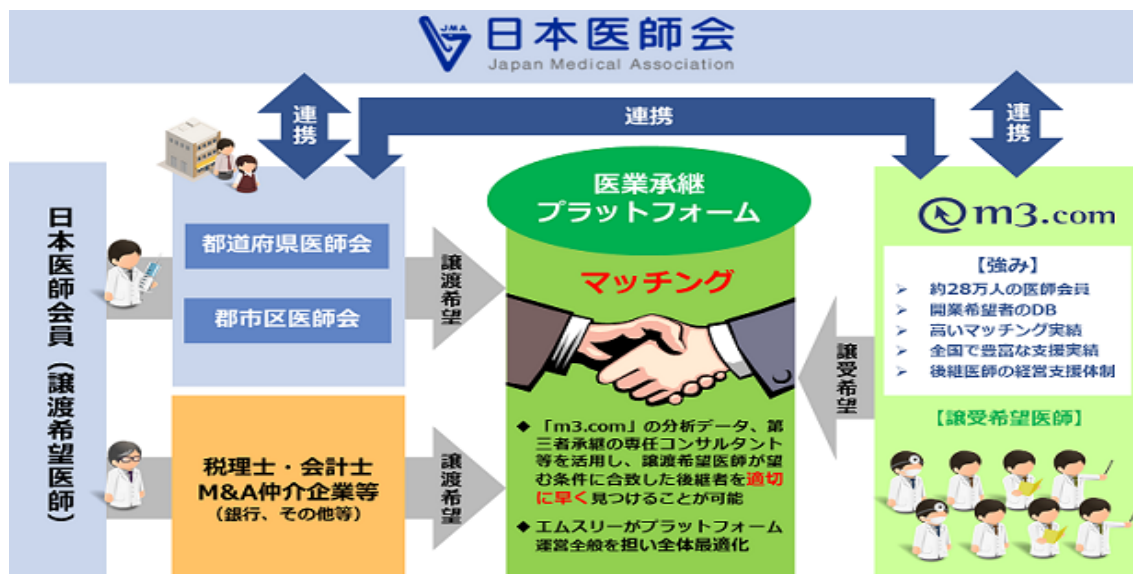 JMA
日本医師会
Japan Medical Association
連携
連携
連携
日本医師会員（譲渡希望医師）
都道府県医師会
郡市区医師会
譲渡希望
税理士・会計士
M&A仲介企業等
（銀行、その他等）
譲渡希望
医業承継
プラットフォーム
マッチング
◆ 「m3.com」の分析データ、第
三者承継の専任コンサルタント
等を活用し、譲渡希望医師が望
む条件に合致した後継者を適切
に早く見つけることが可能
◆ エムスリーがプラットフォーム
運営全般を担い全体最適化
譲受希望
m3.com
【強み】
➢ 約28万人の医師会員
➢ 開業希望者のDB
➢ 高いマッチング実績
➢ 全国で豊富な支援実績
➢ 後継医師の経営支援体制
【譲受希望医師】